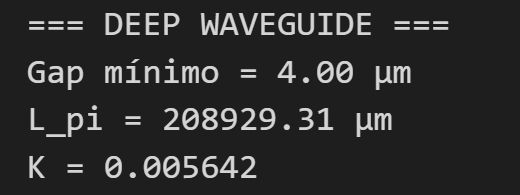 === DEEP WAVEGUIDE ===
Gap mínimo = 4.00 μm
L_pi = 208929.31 μm
K = 0.005642